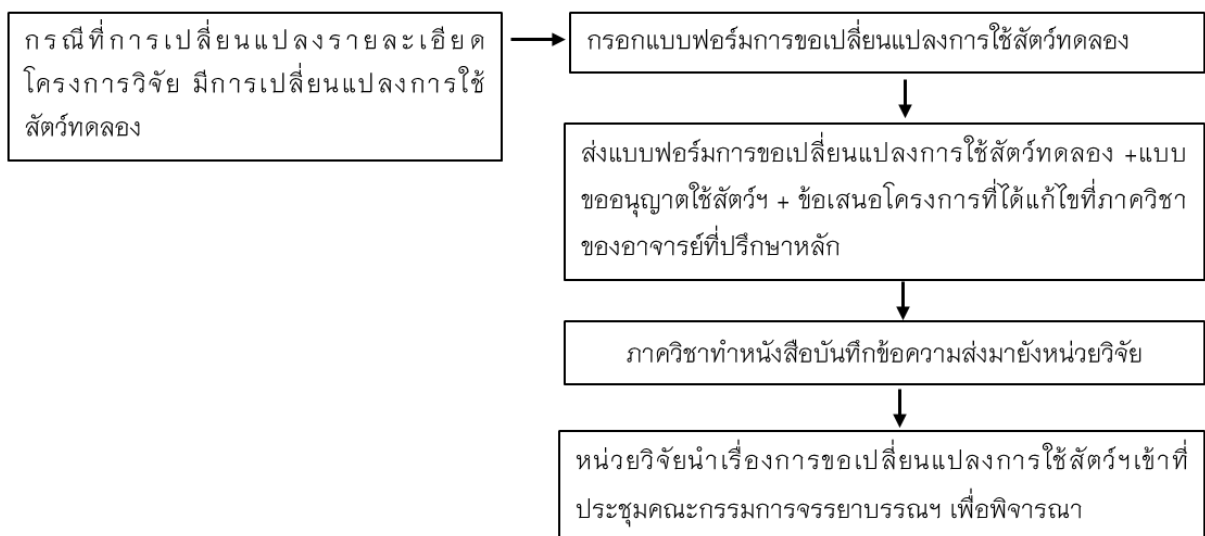 กรณีที่การเปลี่ยนแปลงรายละเอียด
โครงการวิจัย มีการเปลี่ยนแปลงการใช้
สัตว์ทดลอง
กรอกแบบฟอร์มการขอเปลี่ยนแปลงการใช้สัตว์ทดลอง
ส่งแบบฟอร์มการขอเปลี่ยนแปลงการใช้สัตว์ทดลอง +แบบ
ขออนุญาตใช้สัตว์ฯ + ข้อเสนอโครงการที่ได้แก้ไขที่ภาควิชา
ของอาจารย์ที่ปรึกษาหลัก
ภาควิชาทำหนังสือบันทึกข้อความส่งมายังหน่วยวิจัย
หน่วยวิจัยนำเรื่องการขอเปลี่ยนแปลงการใช้สัตว์ฯเข้าที่
ประชุมคณะกรรมการจรรยาบรรณฯ เพื่อพิจารณา